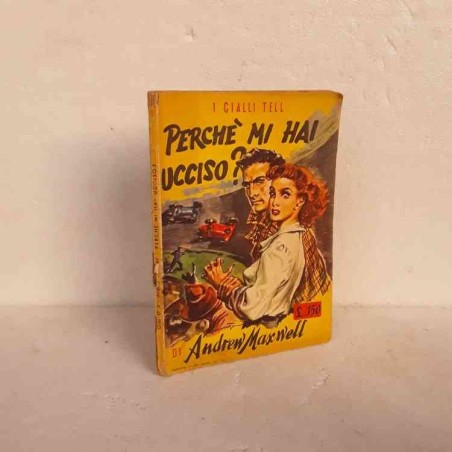 I GIALLI TELL
PERCHÈ MI HAI
UCCISO?
DI Andrew Maxwell
£. 150